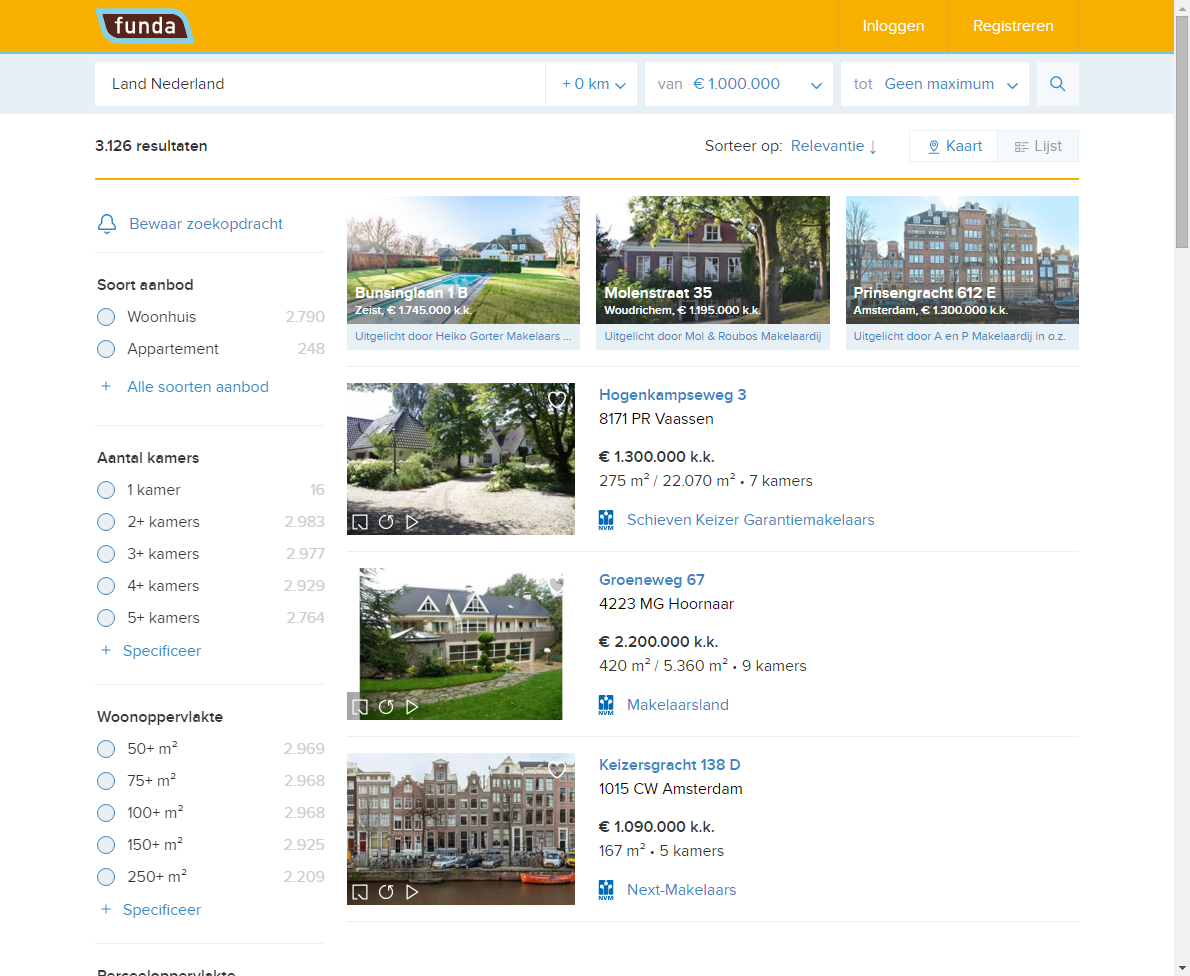 funda
Inloggen
Registreren
Land Nederland
+ 0 km
van € 1.000.000
tot Geen maximum
3.126 resultaten
Sorteer op: Relevantie ↓
Kaart
Lijst
Bewaar zoekopdracht
Soort aanbod
Woonhuis 2.790
Appartement 248
+ Alle soorten aanbod
Aantal kamers
1 kamer 16
2+ kamers 2.983
3+ kamers 2.977
4+ kamers 2.929
5+ kamers 2.764
+ Specificeer
Woonoppervlakte
50+ m² 2.969
75+ m² 2.968
100+ m² 2.968
150+ m² 2.925
250+ m² 2.209
+ Specificeer
Perceeloppervlakte
Bunsinglaan 1 B
Zeist, € 1.745.000 k.k.
Uitgelicht door Heiko Gorter Makelaars ...
Molenstraat 35
Woudrichem, € 1.195.000 k.k.
Uitgelicht door Mol & Roubos Makelaardij
Prinsengracht 612 E
Amsterdam, € 1.300.000 k.k.
Uitgelicht door A en P Makelaardij in o.z.
Hogenkampseweg 3
8171 PR Vaassen
€ 1.300.000 k.k.
275 m² / 22.070 m² • 7 kamers
NVM Schieven Keizer Garantiemakelaars
Groeneweg 67
4223 MG Hoornaar
€ 2.200.000 k.k.
420 m² / 5.360 m² • 9 kamers
NVM Makelaarsland
Keizersgracht 138 D
1015 CW Amsterdam
€ 1.090.000 k.k.
167 m² • 5 kamers
NVM Next-Makelaars